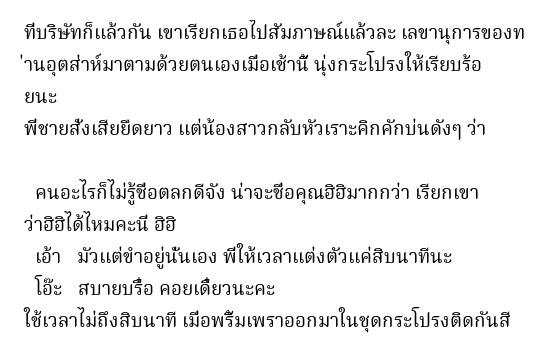 ที่บริษัทก็แล้วกัน เขาเรียกเธอไปสัมภาษณ์แล้วละ เลขานุการของท
่านอุตส่าห์มาตามด้วยตนเองเมื่อเช้านี้ นุ่งกระโปรงให้เรียบร้อ
ยนะ
พี่ชายสั่งเสียยืดยาว แต่น้องสาวกลับหัวเราะคิกคักบ่นดังๆ ว่า
คนอะไรก็ไม่รู้ชื่อตลกดีจัง น่าจะชื่อคุณฮิฮิมากกว่า เรียกเขา
ว่าฮิฮิได้ไหมคะนี่ ฮิฮิ
เอ้า มัวแต่ขำอยู่นั่นเอง พี่ให้เวลาแต่งตัวแค่สิบนาทีนะ
โอ๊ะ สบายบรื๋อ คอยเดี๋ยวนะคะ
ใช้เวลาไม่ถึงสิบนาที เมื่อพริ้มเพราออกมาในชุดกระโปรงติดกันสี